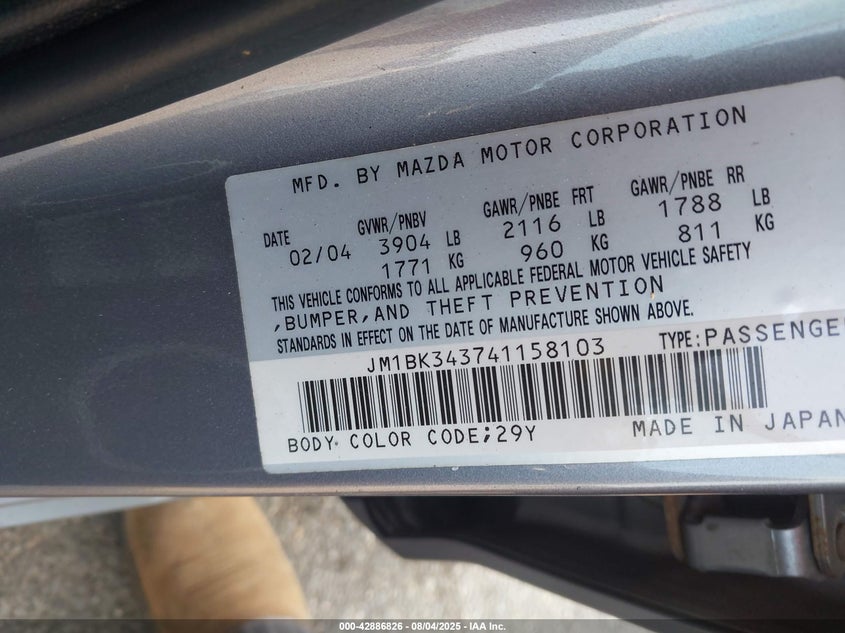 MFD. BY MAZDA MOTOR CORPORATION
DATE GVWR/PNBV GAWR/PNBE FRT GAWR/PNBE RR
02/04 3904 LB 2116 LB 1788 LB
1771 KG 960 KG 811 KG
THIS VEHICLE CONFORMS TO ALL APPLICABLE FEDERAL MOTOR VEHICLE SAFETY
,BUMPER,AND THEFT PREVENTION
STANDARDS IN EFFECT ON THE DATE OF MANUFACTURE SHOWN ABOVE.
JM1BK343741158103 TYPE:PASSENGE
BODY COLOR CODE;29Y MADE IN JAPAN
000-42886826 - 08/04/2025 - IAA Inc.